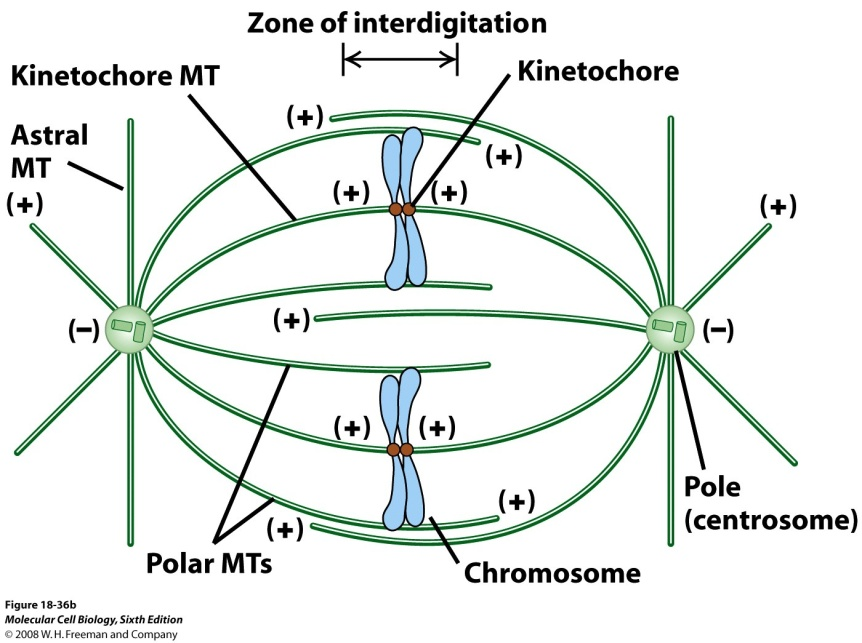 Zone of interdigitation
Kinetochore MT
Kinetochore
Astral
MT
(+)
(+)
(+)
(+)
(+)
(+)
(−)
(+)
(−)
(+)
(+)
(+)
(+)
Pole
(centrosome)
Polar MTs
Chromosome
Figure 18-36b
Molecular Cell Biology, Sixth Edition
© 2008 W. H. Freeman and Company